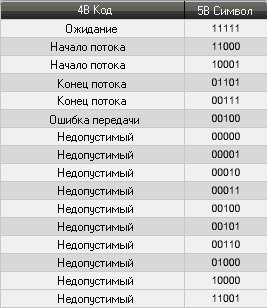 4B Код 5B Символ
Ожидание 11111
Начало потока 11000
Начало потока 10001
Конец потока 01101
Конец потока 00111
Ошибка передачи 00100
Недопустимый 00000
Недопустимый 00001
Недопустимый 00010
Недопустимый 00011
Недопустимый 00100
Недопустимый 00101
Недопустимый 00110
Недопустимый 01000
Недопустимый 10000
Недопустимый 11001